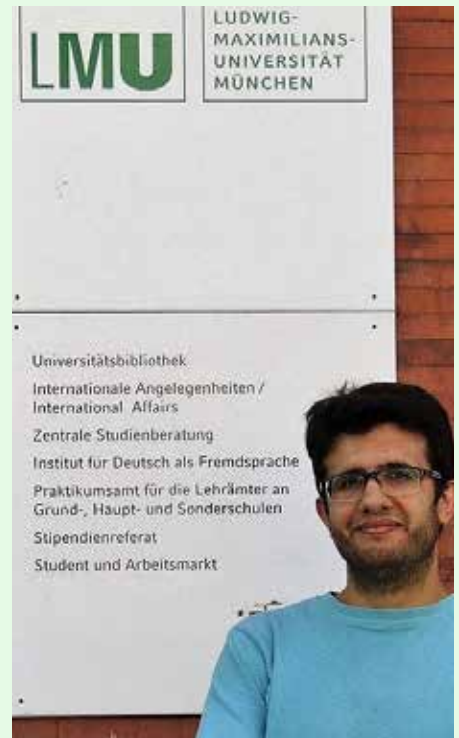 LMU
LUDWIG-
MAXIMILIANS-
UNIVERSITÄT
MÜNCHEN
Universitätsbibliothek
Internationale Angelegenheiten /
International Affairs
Zentrale Studienberatung
Institut für Deutsch als Fremdsprache
Praktikumsamt für die Lehrämter an
Grund-, Haupt- und Sonderschulen
Stipendienreferat
Student und Arbeitsmarkt